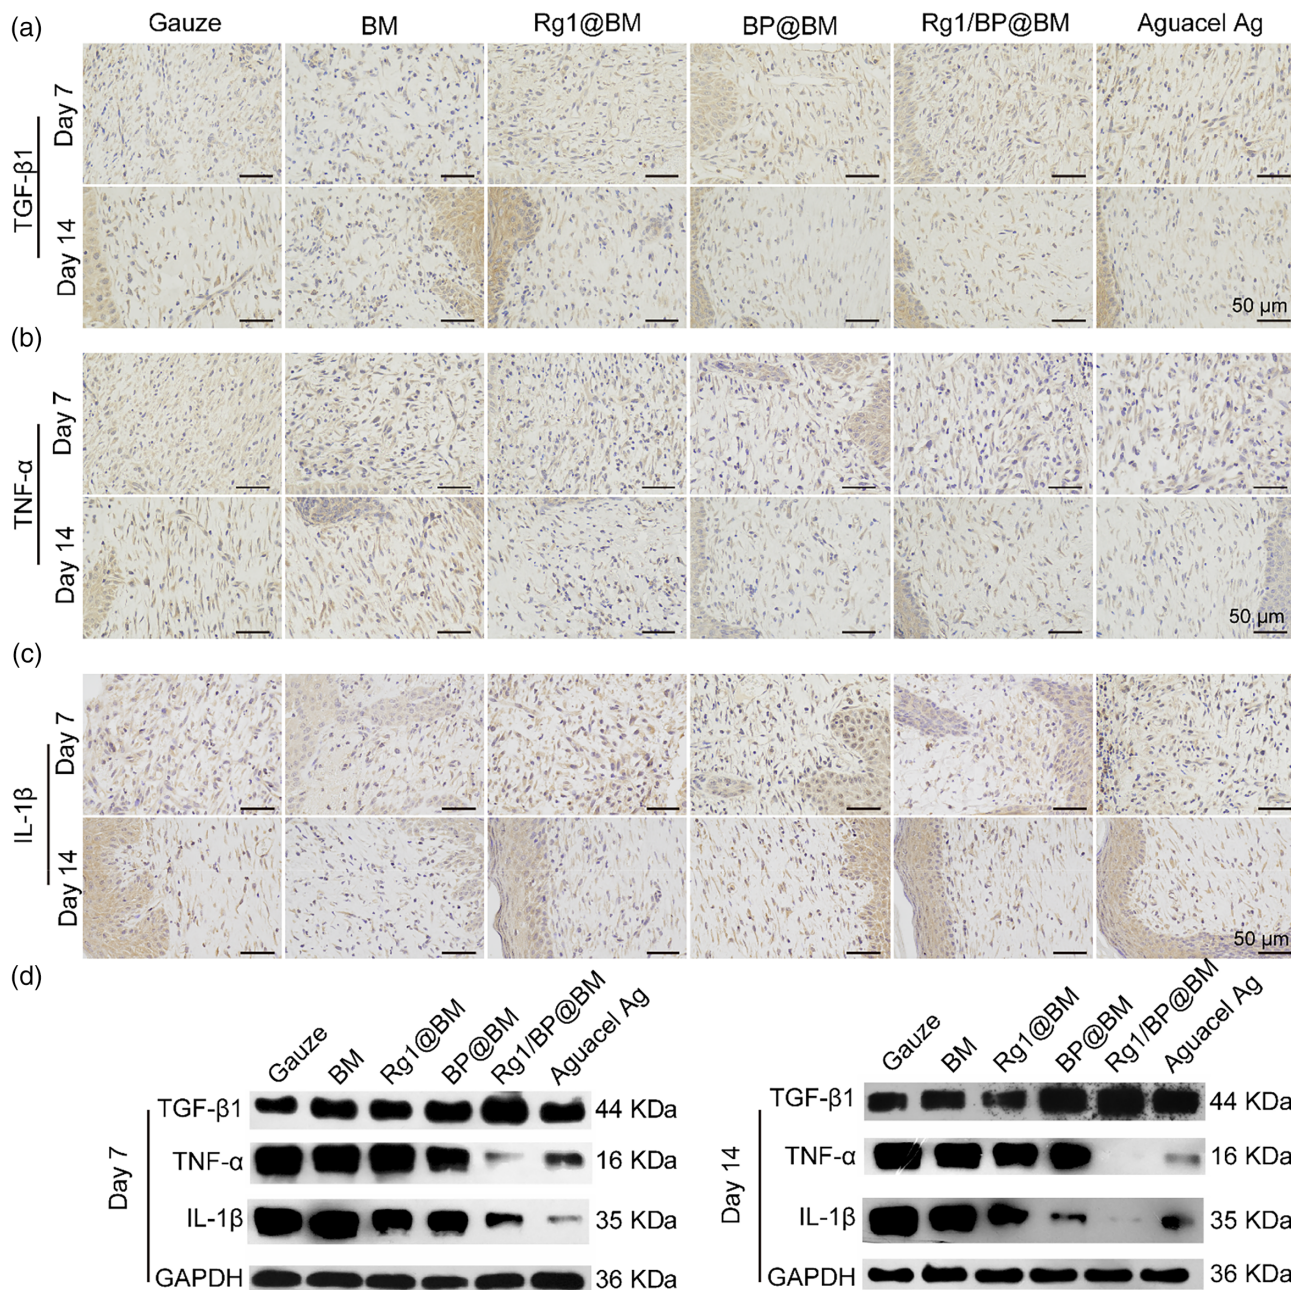 (a)
Gauze BM Rg1@BM BP@BM Rg1/BP@BM Aguacel Ag
TGF-β1
Day 7
Day 14
50 μm
(b)
TNF-α
Day 7
Day 14
50 μm
(c)
IL-1β
Day 7
Day 14
50 μm
(d)
Gauze BM Rg1@BM BP@BM Rg1/BP@BM Aguacel Ag
Day 7
TGF-β1 44 KDa
TNF-α 16 KDa
IL-1β 35 KDa
GAPDH 36 KDa
Gauze BM Rg1@BM BP@BM Rg1/BP@BM Aguacel Ag
Day 14
TGF-β1 44 KDa
TNF-α 16 KDa
IL-1β 35 KDa
GAPDH 36 KDa